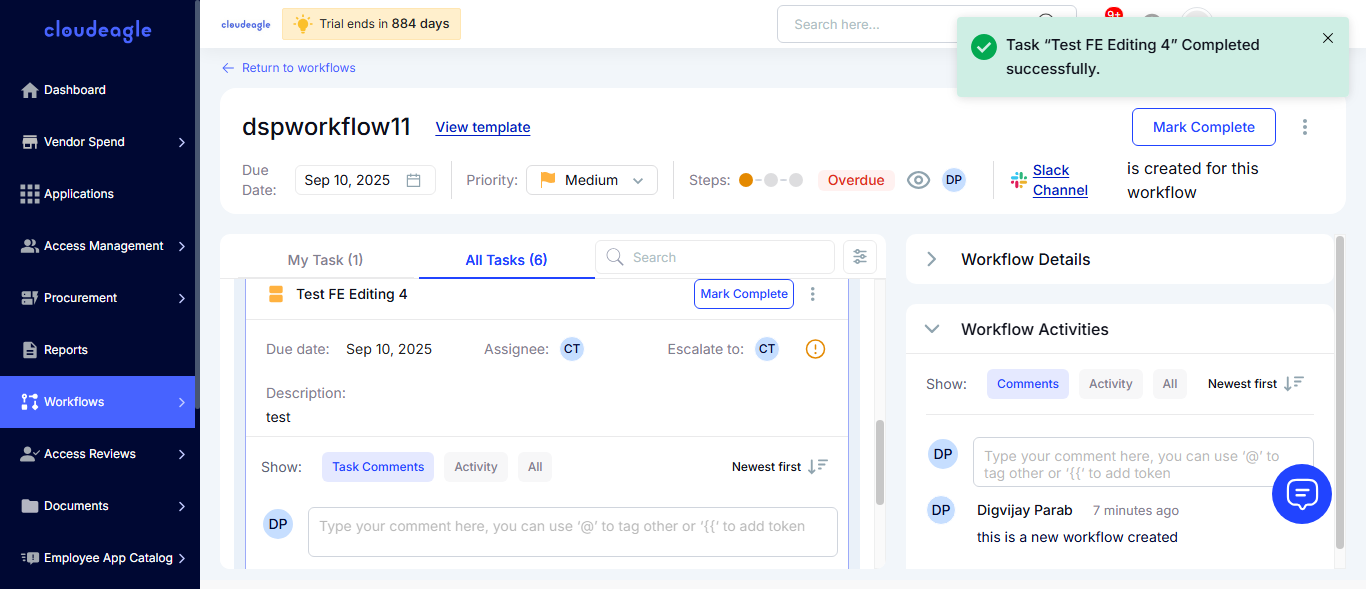 cloudeagle
Dashboard
Vendor Spend
Applications
Access Management
Procurement
Reports
Workflows
Access Reviews
Documents
Employee App Catalog
cloudeagle
Trial ends in 884 days
Search here...
9+
Task “Test FE Editing 4” Completed
successfully.
Return to workflows
dspworkflow11
View template
Mark Complete
Due
Date:
Sep 10, 2025
Priority:
Medium
Steps:
Overdue
DP
Slack
Channel
is created for this
workflow
My Task (1)
All Tasks (6)
Search
Test FE Editing 4
Mark Complete
Due date:
Sep 10, 2025
Assignee:
CT
Escalate to:
CT
Description:
test
Show:
Task Comments
Activity
All
Newest first
DP
Type your comment here, you can use ‘@’ to tag other or ‘{{’ to add token
Workflow Details
Workflow Activities
Show:
Comments
Activity
All
Newest first
DP
Type your comment here, you can use ‘@’ to
tag other or ‘{{’ to add token
DP
Digvijay Parab
7 minutes ago
this is a new workflow created